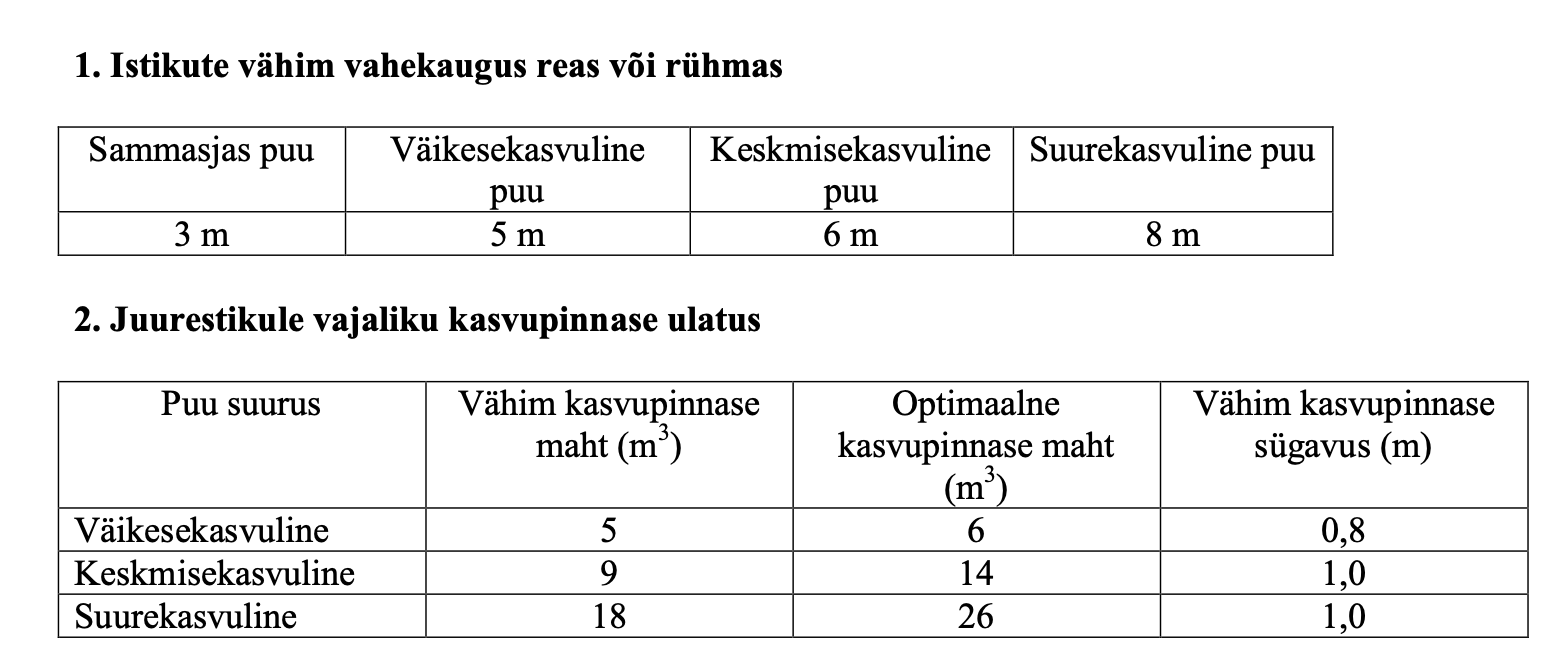 1. Istikute vähim vahekaugus reas või rühmas
Sammasjas puu Väikesekasvuline puu Keskmisekasvuline puu Suurekasvuline puu
3 m 5 m 6 m 8 m
2. Juurestikule vajaliku kasvupinnase ulatus
Puu suurus Vähim kasvupinnase maht (m³) Optimaalne kasvupinnase maht (m³) Vähim kasvupinnase sügavus (m)
Väikesekasvuline 5 6 0,8
Keskmisekasvuline 9 14 1,0
Suurekasvuline 18 26 1,0